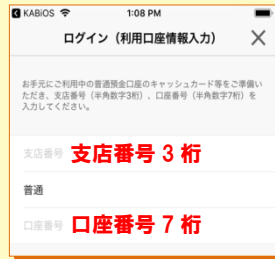 KABiOS 1:08 PM
ログイン（利用口座情報入力） ×
お手元にご利用中の普通預金口座のキャッシュカード等をご準備い
ただき、支店番号（半角数字3桁）、口座番号（半角数字7桁）を
入力してください。
支店番号 支店番号 3 桁
普通
口座番号 口座番号 7 桁